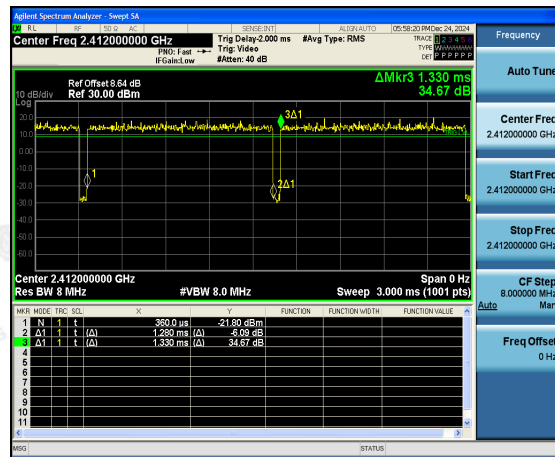 Agilent Spectrum Analyzer - Swept SA
RL RF 50 Ω AC SENSE:INT ALIGNAUTO 05:58:20 PM Dec 24, 2024
Center Freq 2.412000000 GHz
PNO: Fast
IFGain:Low
Trig Delay-2.000 ms
Trig: Video
#Atten: 40 dB
#Avg Type: RMS
TRACE 1 2 3 4 5 6
TYPE
DET P P P P P P
Ref Offset 8.64 dB
Ref 30.00 dBm
10 dB/div
Log
ΔMkr3 1.330 ms
34.67 dB
20.0
10.0
0.00
-10.0
-20.0
-30.0
-40.0
-50.0
-60.0
1
3Δ1
2Δ1
Center 2.412000000 GHz Span 0 Hz
Res BW 8 MHz #VBW 8.0 MHz Sweep 3.000 ms (1001 pts)
MKR MODE TRC SCL X Y FUNCTION FUNCTION WIDTH FUNCTION VALUE
1 N 1 t 360.0 µs -21.80 dBm
2 Δ1 1 t (Δ) 1.280 ms (Δ) -6.09 dB
3 Δ1 1 t (Δ) 1.330 ms (Δ) 34.67 dB
4
5
6
7
8
9
10
11
MSG STATUS
Frequency
Auto Tune
Center Freq
2.412000000 GHz
Start Freq
2.412000000 GHz
Stop Freq
2.412000000 GHz
CF Step
8.000000 MHz
Auto Man
Freq Offset
0 Hz